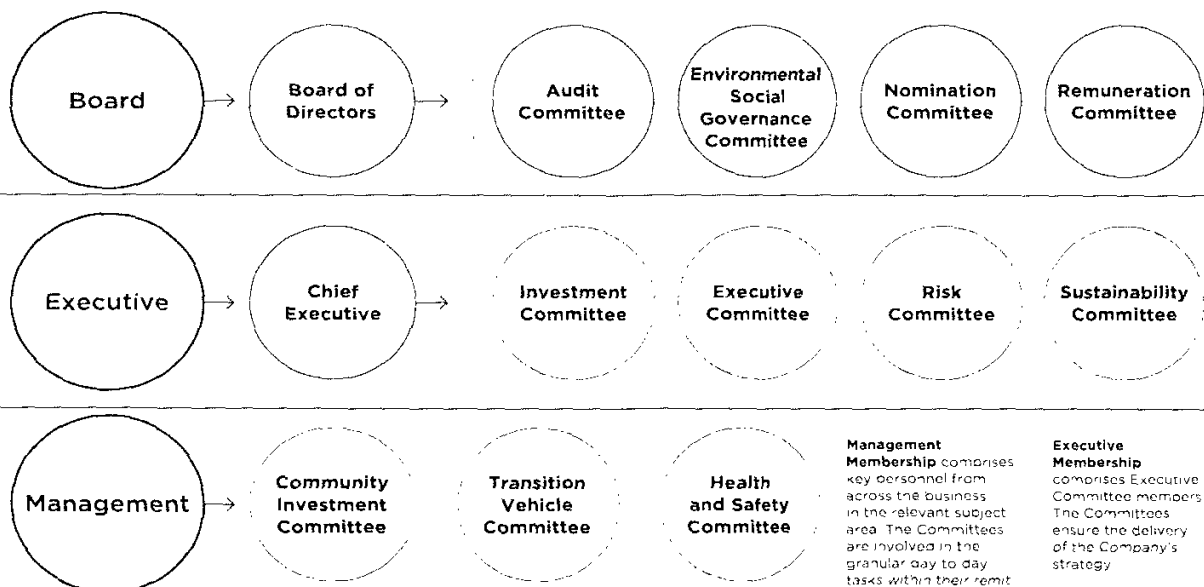 Board
Board of
Directors
Audit
Committee
Environmental
Social
Governance
Committee
Nomination
Committee
Remuneration
Committee
Executive
Chief
Executive
Investment
Committee
Executive
Committee
Risk
Committee
Sustainability
Committee
Management
Community
Investment
Committee
Transition
Vehicle
Committee
Health
and Safety
Committee
Management
Membership comprises
key personnel from
across the business
in the relevant subject
area The Committees
are involved in the
granular day to day
tasks within their remit
Executive
Membership
comprises Executive
Committee members
The Committees
ensure the delivery
of the Company's
strategy